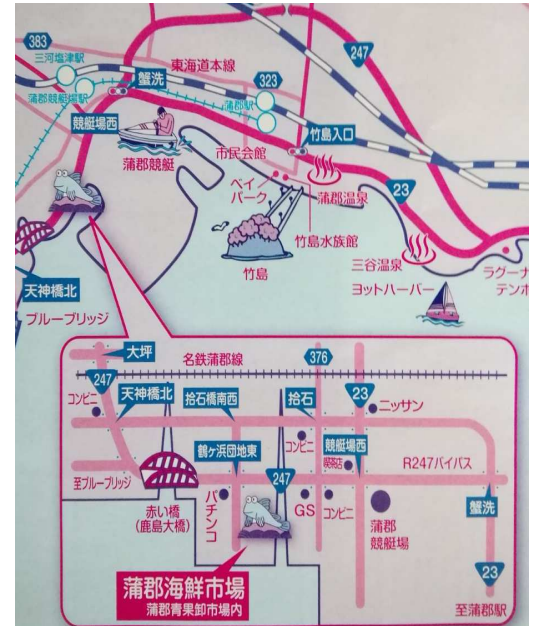 383
三河塩津駅
東海道本線
247
蟹洗
323
蒲郡競艇場駅
蒲郡駅
競艇場西
竹島入口
蒲郡競艇
市民会館
ベイ
パーク
蒲郡温泉
23
竹島水族館
竹島
三谷温泉
ラグーナ
テンボ
ヨットハーバー
天神橋北
ブルーブリッジ
大坪
名鉄蒲郡線
376
247
コンビニ
天神橋北
拾石橋南西
拾石
23
ニッサン
コンビニ
競艇場西
喫茶店
鶴ヶ浜団地東
247
R247バイパス
至ブルーブリッジ
赤い橋
(鹿島大橋)
パチンコ
GS
コンビニ
蒲郡
競艇場
蟹洗
23
至蒲郡駅
蒲郡海鮮市場
蒲郡青果卸市場内